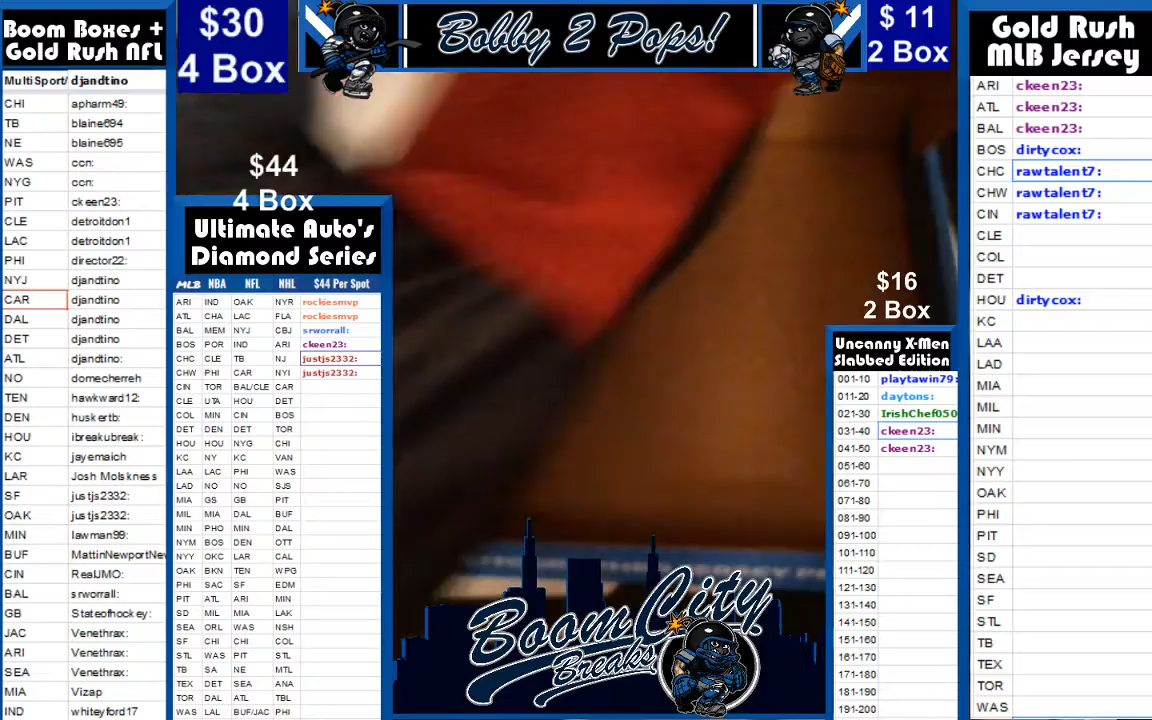 Boom Boxes +
Gold Rush NFL
MultiSport/ djandtino
CHI apharm49:
TB blaine694
NE blaine695
WAS ccn:
NYG ccn:
PIT ckeen23:
CLE detroitdon1
LAC detroitdon1
PHI director22:
NYJ djandtino
CAR djandtino
DAL djandtino
DET djandtino
ATL djandtino:
NO domecherreh
TEN hawkward12:
DEN huskertb:
HOU ibreakubreak:
KC jayemaich
LAR Josh Molskness
SF justjs2332:
OAK justjs2332:
MIN lawman99:
BUF MattinNewportNew
CIN RealJMO:
BAL srworrall:
GB Stateofhockey:
JAC Venethrax:
ARI Venethrax:
SEA Venethrax:
MIA Vizap
IND whiteyford17
$30
4 Box
Bobby 2 Pops!
$ 11
2 Box
$44
4 Box
Ultimate Auto's
Diamond Series
MLB NBA NFL NHL $44 Per Spot
ARI IND OAK NYR rockiesmvp
ATL CHA LAC FLA rockiesmvp
BAL MEM NYJ CBJ srworrall:
BOS POR IND ARI ckeen23:
CHC CLE TB NJ justjs2332:
CHW PHI CAR NYI justjs2332:
CIN TOR BAL/CLE CAR
CLE UTA HOU DET
COL MIN CIN BOS
DET DEN DET TOR
HOU HOU NYG CHI
KC NY KC VAN
LAA LAC PHI WAS
LAD NO NO SJS
MIA GS GB PIT
MIL MIA DAL BUF
MIN PHO MIN DAL
NYM BOS DEN OTT
NYY OKC LAR CAL
OAK BKN TEN WPG
PHI SAC SF EDM
PIT ATL ARI MIN
SD MIL MIA LAK
SEA ORL WAS NSH
SF CHI CHI COL
STL WAS PIT STL
TB SA NE MTL
TEX DET SEA ANA
TOR DAL ATL TBL
WAS LAL BUF/JAC PHI
Boom City
Breaks
$16
2 Box
Uncanny X-Men
Slabbed Edition
001-10 playtawin79:
011-20 daytons:
021-30 IrishChef050
031-40 ckeen23:
041-50 ckeen23:
051-60
061-70
071-80
081-90
091-100
101-110
111-120
121-130
131-140
141-150
151-160
161-170
171-180
181-190
191-200
Gold Rush
MLB Jersey
ARI ckeen23:
ATL ckeen23:
BAL ckeen23:
BOS dirtycox:
CHC rawtalent7:
CHW rawtalent7:
CIN rawtalent7:
CLE
COL
DET
HOU dirtycox:
KC
LAA
LAD
MIA
MIL
MIN
NYM
NYY
OAK
PHI
PIT
SD
SEA
SF
STL
TB
TEX
TOR
WAS